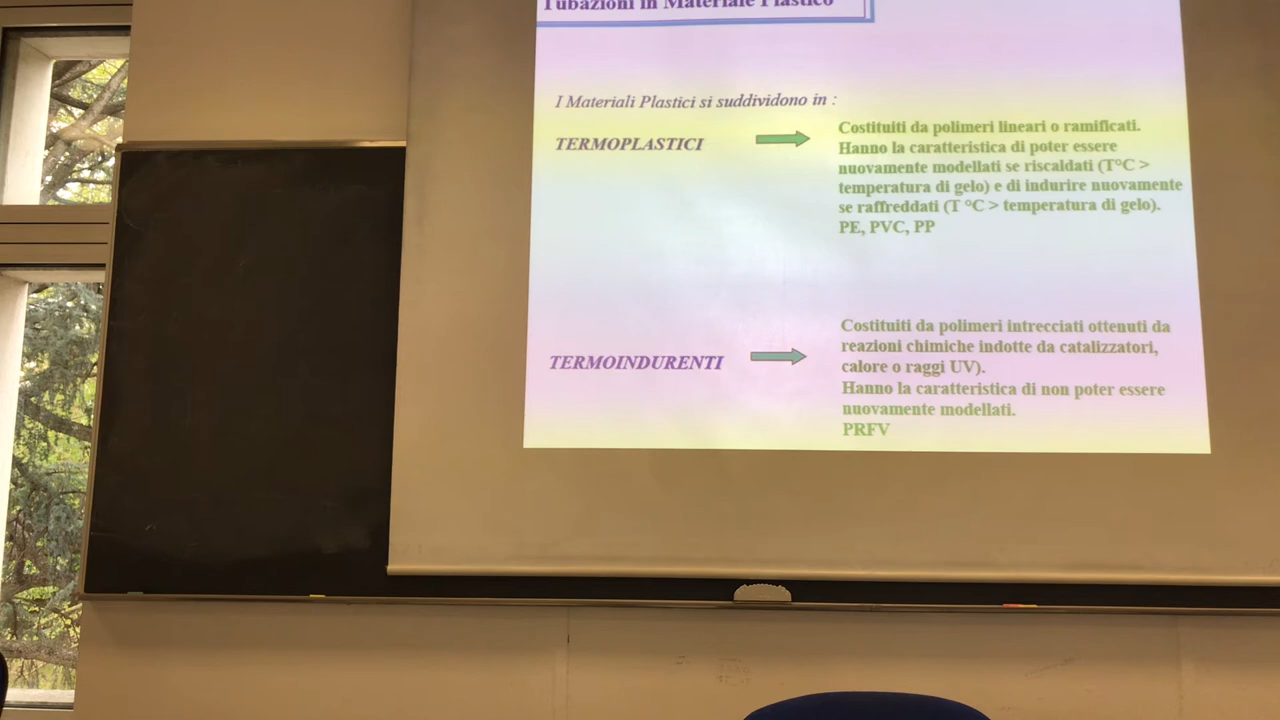 Tubazioni in Materiale Plastico
I Materiali Plastici si suddividono in :
TERMOPLASTICI
Costituiti da polimeri lineari o ramificati.
Hanno la caratteristica di poter essere
nuovamente modellati se riscaldati (T°C >
temperatura di gelo) e di indurire nuovamente
se raffreddati (T °C > temperatura di gelo).
PE, PVC, PP
TERMOINDURENTI
Costituiti da polimeri intrecciati ottenuti da
reazioni chimiche indotte da catalizzatori,
calore o raggi UV).
Hanno la caratteristica di non poter essere
nuovamente modellati.
PRFV